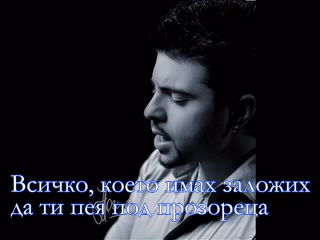 Всичко, което имах заложих
да ти пея под прозореца